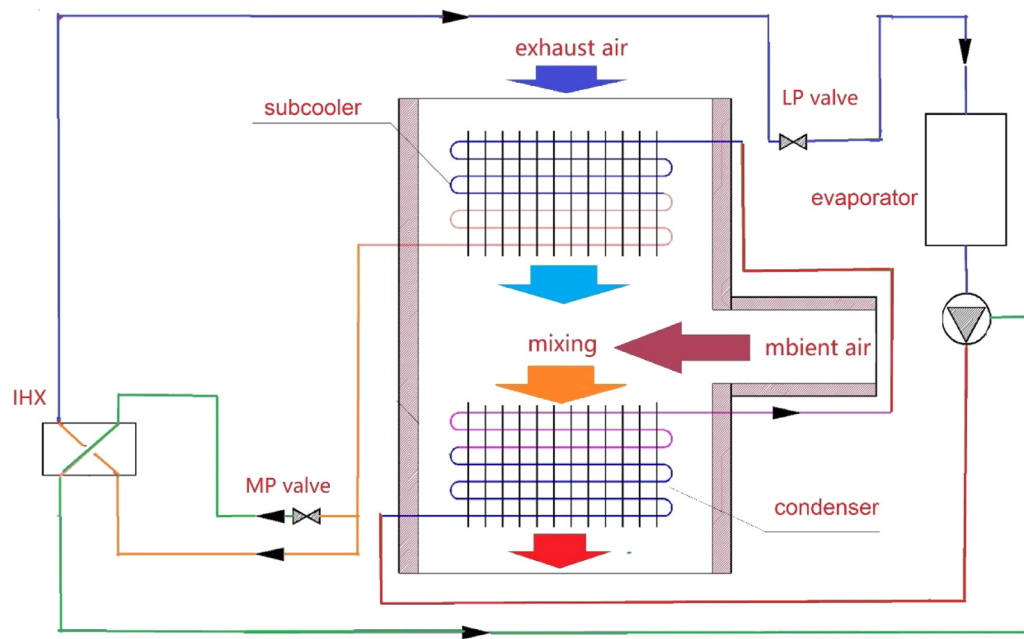 exhaust air
subcooler
LP valve
evaporator
mixing
mbient air
IHX
MP valve
condenser